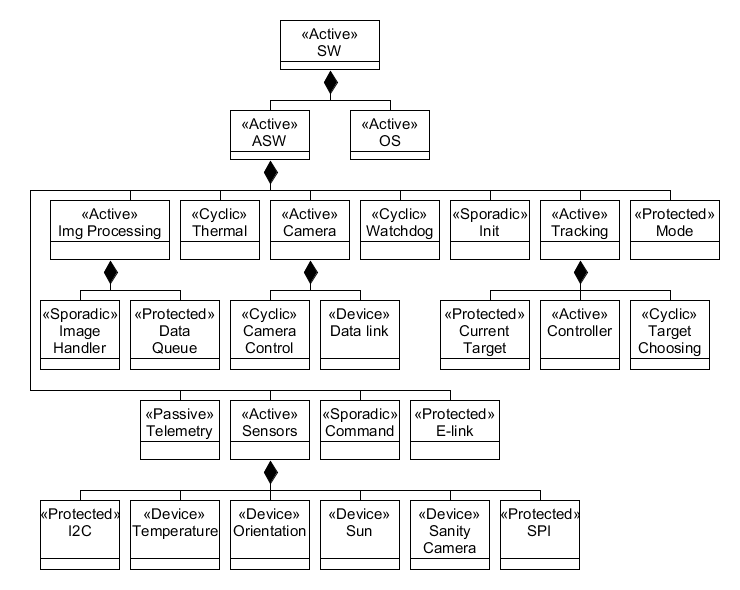 «Active»
SW
«Active»
ASW
«Active»
OS
«Active»
Img Processing
«Cyclic»
Thermal
«Active»
Camera
«Cyclic»
Watchdog
«Sporadic»
Init
«Active»
Tracking
«Protected»
Mode
«Sporadic»
Image
Handler
«Protected»
Data
Queue
«Cyclic»
Camera
Control
«Device»
Data link
«Protected»
Current
Target
«Active»
Controller
«Cyclic»
Target
Choosing
«Passive»
Telemetry
«Active»
Sensors
«Sporadic»
Command
«Protected»
E-link
«Protected»
I2C
«Device»
Temperature
«Device»
Orientation
«Device»
Sun
«Device»
Sanity
Camera
«Protected»
SPI